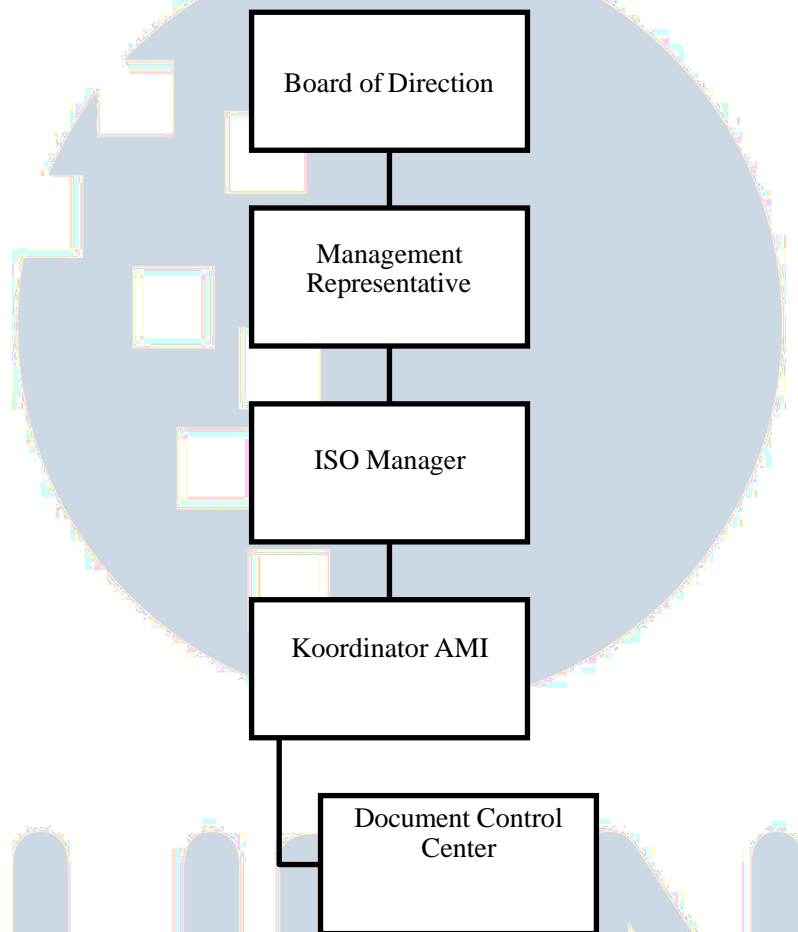 Board of Direction
Management
Representative
ISO Manager
Koordinator AMI
Document Control
Center